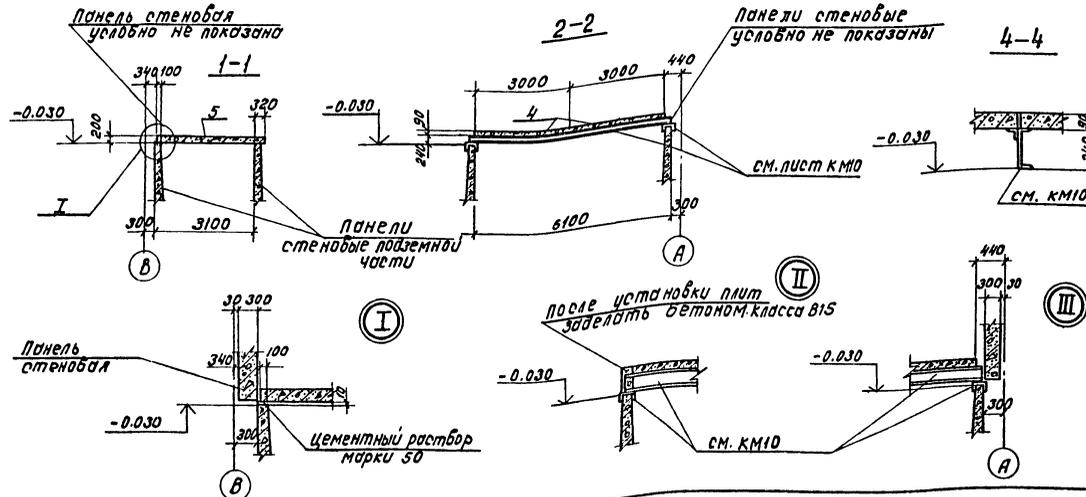 Панель стеновая
условно не показана
1-1
340 100
320
-0.030
200
5
I
300
3100
В
Панели
стеновые подземной
части
2-2
Панели стеновые
условно не показаны
440
3000
3000
-0.030
90
240
4
см. лист КМ10
300
6100
А
4-4
-0.030
90
240
см. КМ10
I
30 300
Панель
стеновая
340
100
-0.030
300
цементный раствор
марки 50
В
II
После установки плит
заделать бетоном класса В15
-0.030
-0.030
см. КМ10
III
440
300
30
300
А